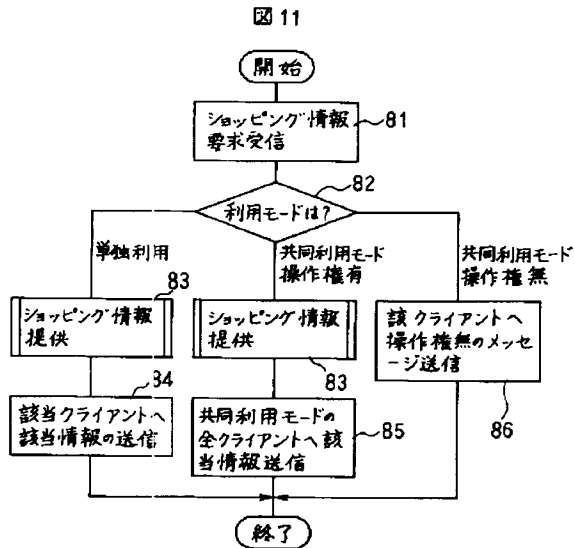 図 11
開始
ショッピング情報
要求受信
81
82
利用モードは?
単独利用
共同利用モード
操作権有
共同利用モード
操作権無
83
ショッピング情報
提供
ショッピング情報
提供
83
該クライアントへ
操作権無のメッセ
ージ送信
86
84
該当クライアントへ
該当情報の送信
共同利用モードの
全クライアントへ該
当情報送信
85
終了